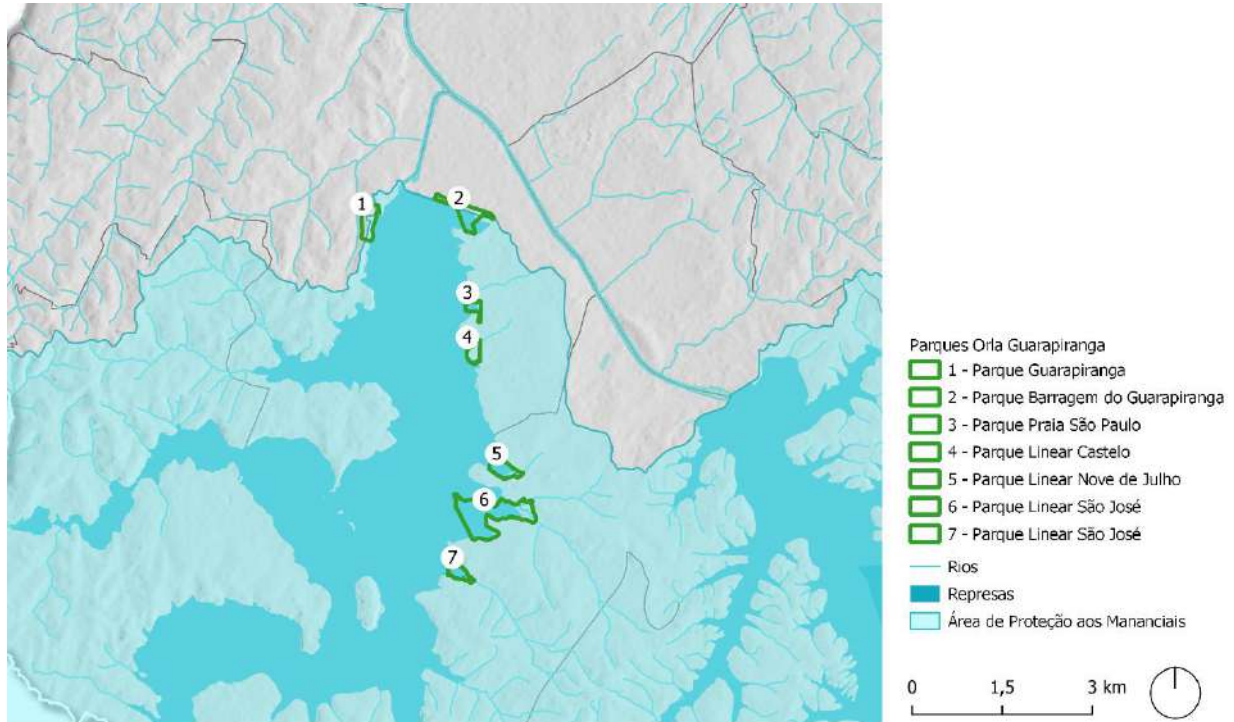 1
2
3
4
5
6
7
Parques Orla Guarapiranga
1 - Parque Guarapiranga
2 - Parque Barragem do Guarapiranga
3 - Parque Praia São Paulo
4 - Parque Linear Castelo
5 - Parque Linear Nove de Julho
6 - Parque Linear São José
7 - Parque Linear São José
Rios
Represas
Área de Proteção aos Mananciais
0 1,5 3 km